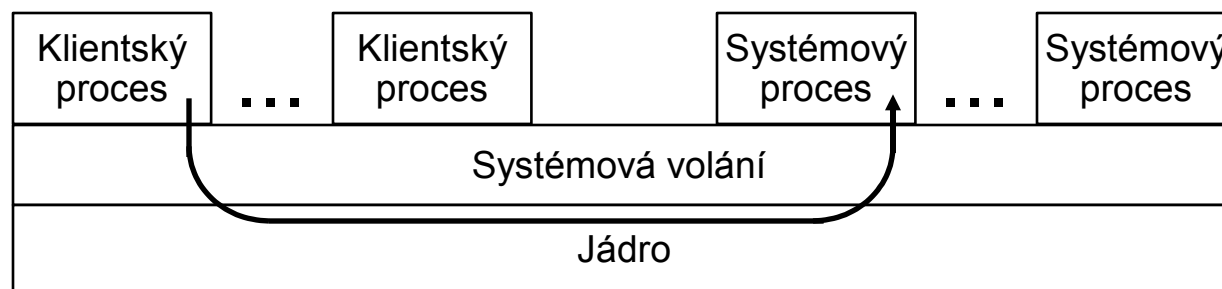 Klientský
proces
...
Klientský
proces
Systémový
proces
...
Systémový
proces
Systémová volání
Jádro